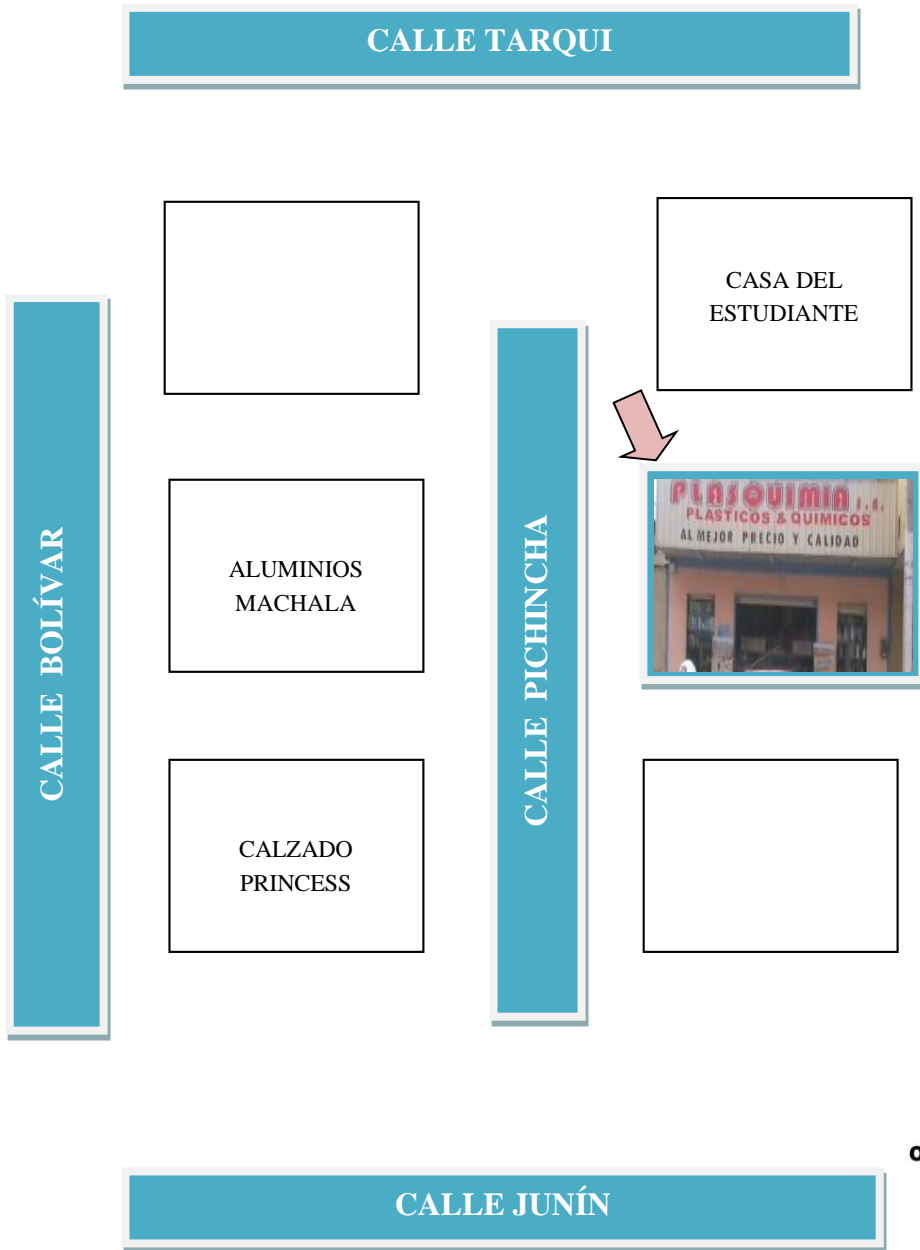 CALLE TARQUI
CASA DEL
ESTUDIANTE
CALLE BOLÍVAR
ALUMINIOS
MACHALA
CALLE PICHINCHA
PLASQUIMIA S.A.
PLASTICOS & QUIMICOS
AL MEJOR PRECIO Y CALIDAD
CALZADO
PRINCESS
CALLE JUNÍN